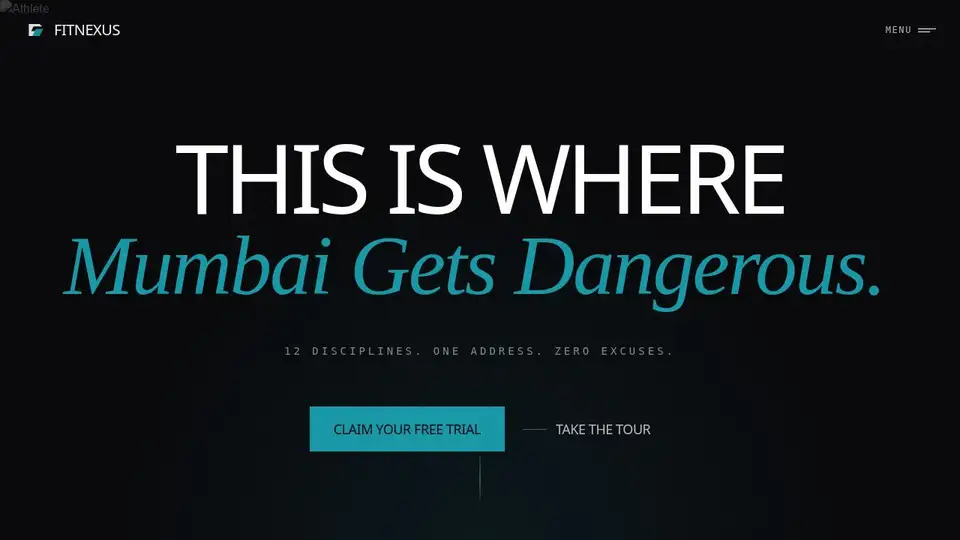 Athlete
FITNEXUS
MENU
THIS IS WHERE
Mumbai Gets Dangerous.
12 DISCIPLINES. ONE ADDRESS. ZERO EXCUSES.
CLAIM YOUR FREE TRIAL
TAKE THE TOUR